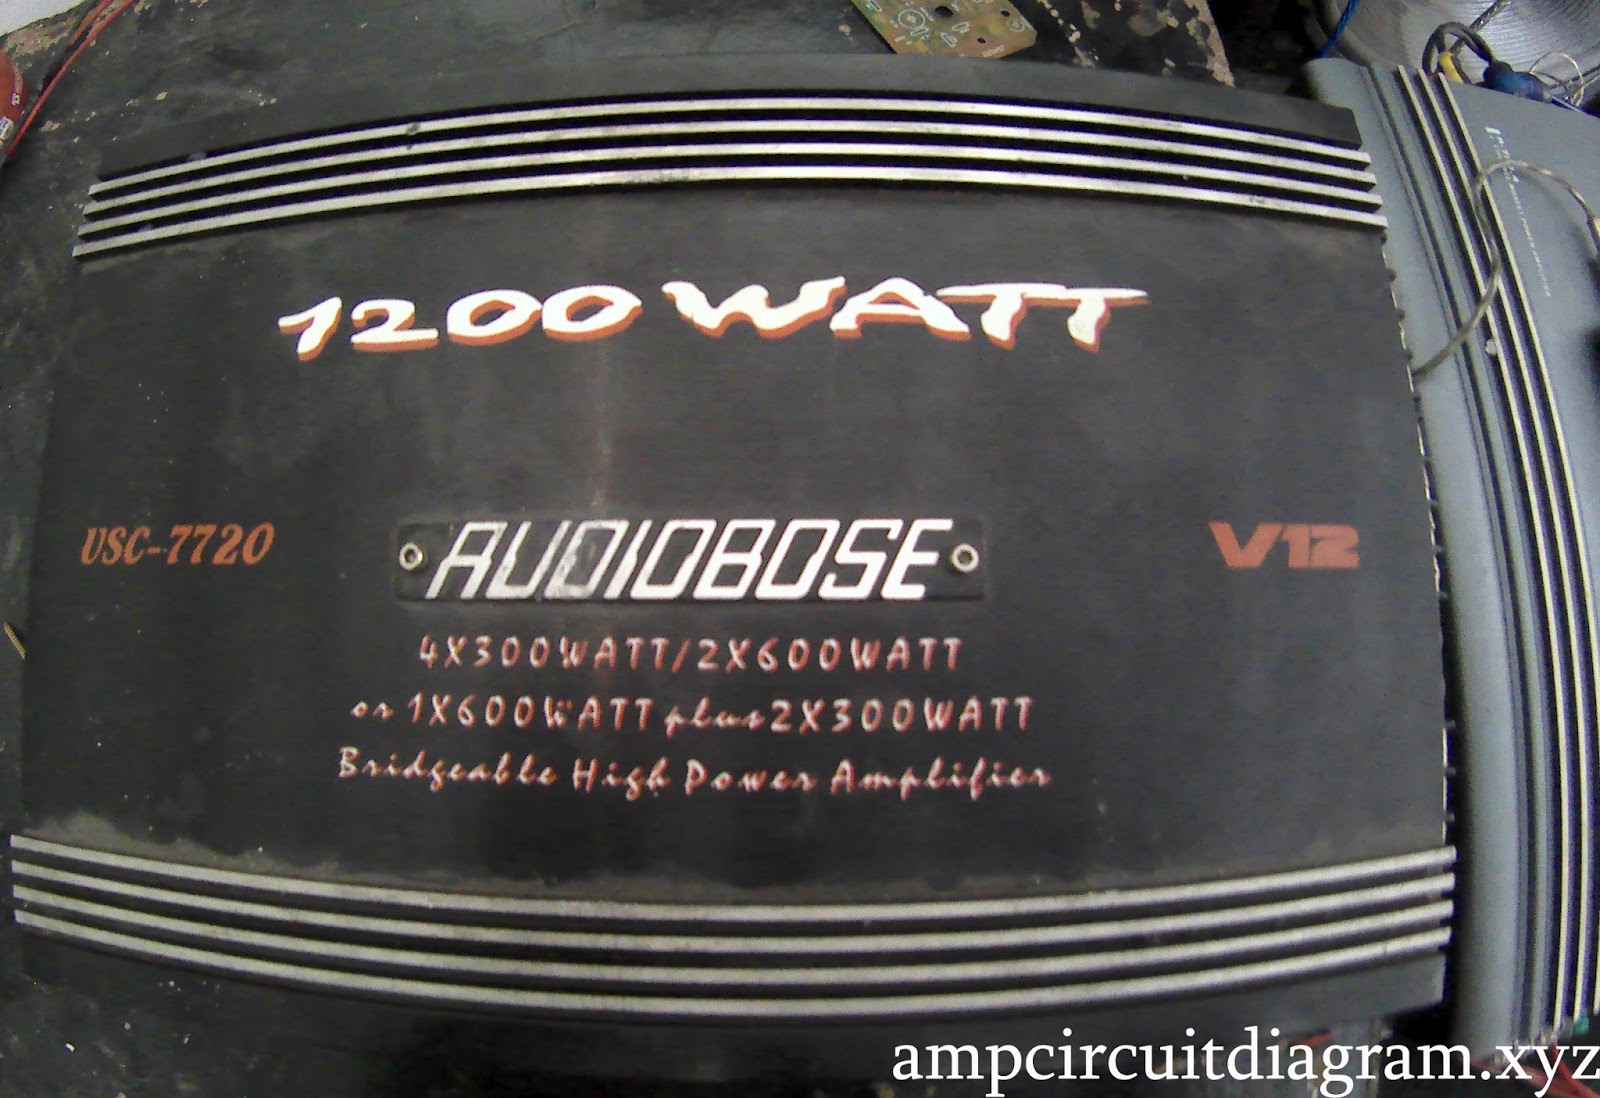 1200 WATT
USC-7720
AUDIOBOSE
V12
4X300WATT/2X600WATT
or 1X600WATT plus 2X300WATT
Bridgeable High Power Amplifier
ampcircuitdiagram.xyz